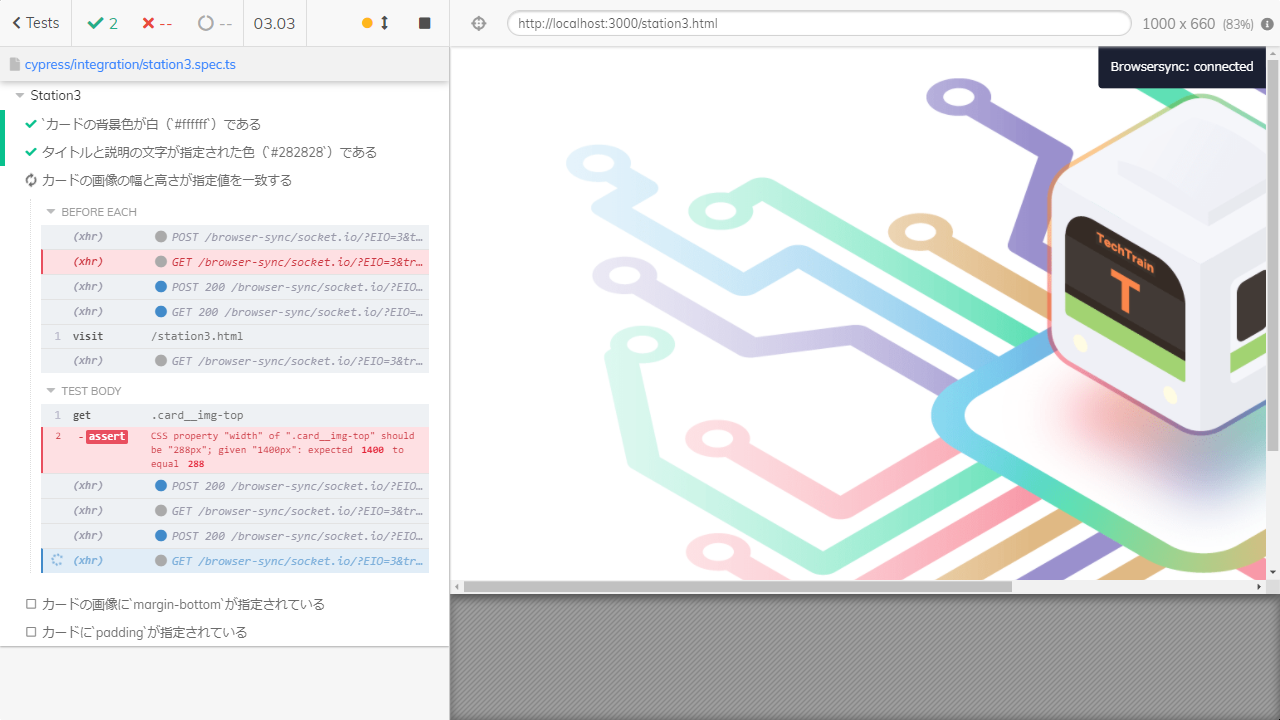 Tests
2
--
--
03.03
http://localhost:3000/station3.html
1000 x 660 (83%)
cypress/integration/station3.spec.ts
Browsersync: connected
Station3
`カードの背景色が白（`#ffffff`）である
タイトルと説明の文字が指定された色（`#282828`）である
カードの画像の幅と高さが指定値を一致する
BEFORE EACH
(xhr) POST /browser-sync/socket.io/?EIO=3&t…
(xhr) GET /browser-sync/socket.io/?EIO=3&tr…
(xhr) POST 200 /browser-sync/socket.io/?EIO…
(xhr) GET 200 /browser-sync/socket.io/?EIO=…
1 visit /station3.html
(xhr) GET /browser-sync/socket.io/?EIO=3&tr…
TEST BODY
1 get .card__img-top
2 -assert CSS property "width" of ".card__img-top" should
be "288px"; given "1400px": expected 1400 to
equal 288
(xhr) POST 200 /browser-sync/socket.io/?EIO…
(xhr) GET /browser-sync/socket.io/?EIO=3&tr…
(xhr) POST 200 /browser-sync/socket.io/?EIO…
(xhr) GET /browser-sync/socket.io/?EIO=3&tr…
カードの画像に`margin-bottom`が指定されている
カードに`padding`が指定されている
TechTrain
T